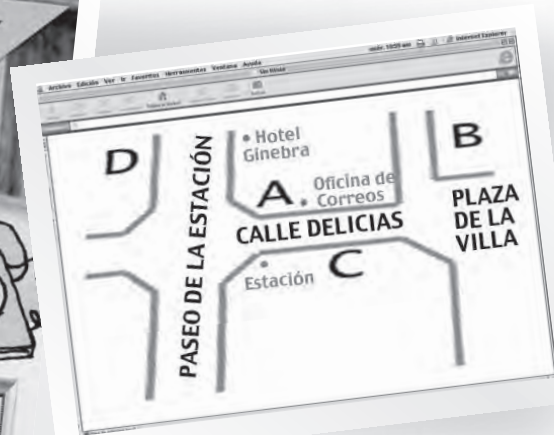 Archivo Edición Ver Ir Favoritos Herramientas Ventana Ayuda
Internet Explorer
Sin título
D
PASEO DE LA ESTACIÓN
• Hotel
Ginebra
A
Oficina de
• Correos
CALLE DELICIAS
B
PLAZA
DE LA
VILLA
Estación
C